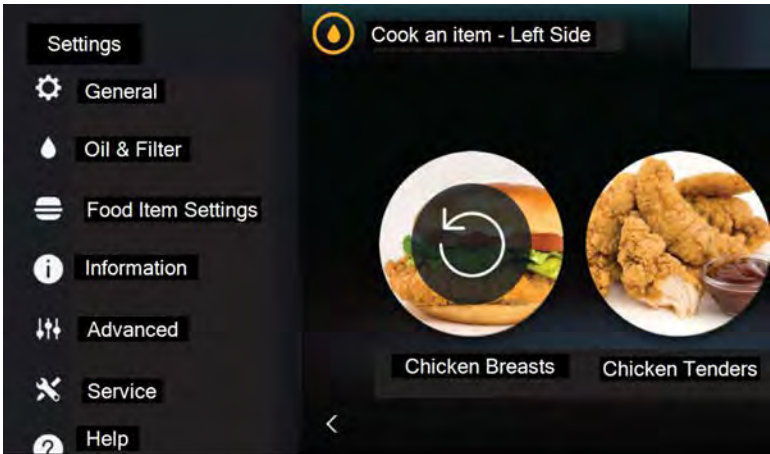 Settings
General
Oil & Filter
Food Item Settings
Information
Advanced
Service
Help
Cook an item - Left Side
Chicken Breasts
Chicken Tenders